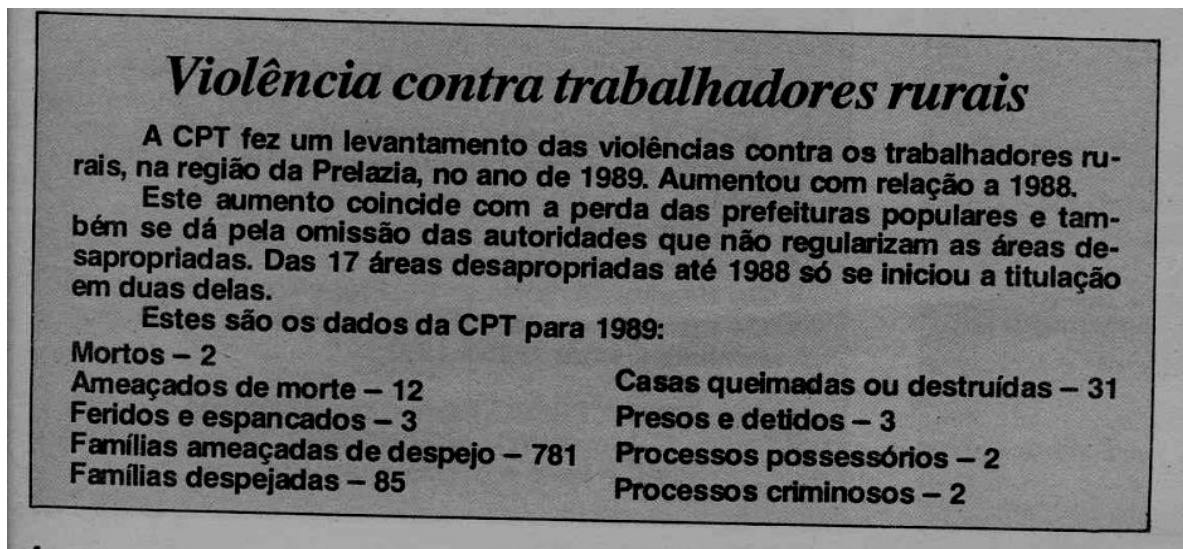 Violência contra trabalhadores rurais
A CPT fez um levantamento das violências contra os trabalhadores ru-
rais, na região da Prelazia, no ano de 1989. Aumentou com relação a 1988.
Este aumento coincide com a perda das prefeituras populares e tam-
bém se dá pela omissão das autoridades que não regularizam as áreas de-
sapropriadas. Das 17 áreas desapropriadas até 1988 só se iniciou a titulação
em duas delas.
Estes são os dados da CPT para 1989:
Mortos – 2
Ameaçados de morte – 12
Feridos e espancados – 3
Famílias ameaçadas de despejo – 781
Famílias despejadas – 85
Casas queimadas ou destruídas – 31
Presos e detidos – 3
Processos possessórios – 2
Processos criminosos – 2